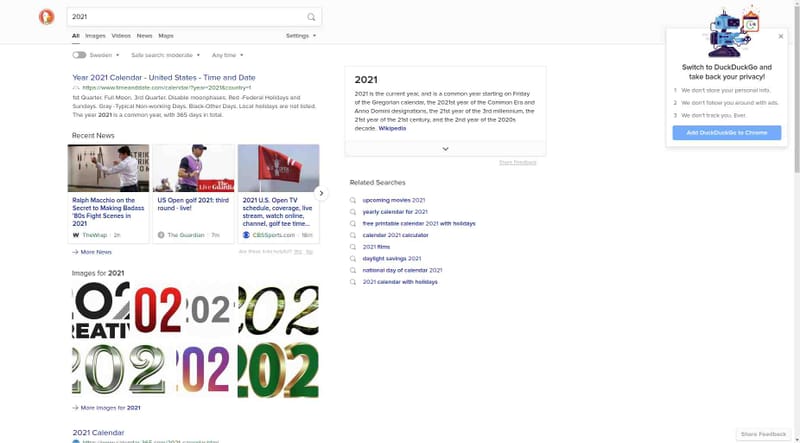 2021
All Images Videos News Maps Settings
Sweden Safe search: moderate Any time
Year 2021 Calendar - United States - Time and Date
https://www.timeanddate.com/calendar/?year=2021&country=1
1st Quarter. Full Moon. 3rd Quarter. Disable moonphases. Red -Federal Holidays and
Sundays. Gray -Typical Non-working Days. Black-Other Days. Local holidays are not listed.
The year 2021 is a common year, with 365 days in total.
Recent News
Ralph Macchio on the
Secret to Making Badass
'80s Fight Scenes in
2021
TheWrap · 2h
US Open golf 2021: third
round - live!
The Guardian · 7m
2021 U.S. Open TV
schedule, coverage, live
stream, watch online,
channel, golf tee time...
CBSSports.com · 18m
More News
Are these links helpful? Yes No
Images for 2021
More Images for 2021
2021 Calendar
2021
2021 is the current year, and is a common year starting on Friday
of the Gregorian calendar, the 2021st year of the Common Era and
Anno Domini designations, the 21st year of the 3rd millennium, the
21st year of the 21st century, and the 2nd year of the 2020s
decade. Wikipedia
Share Feedback
Related Searches
upcoming movies 2021
yearly calendar for 2021
free printable calendar 2021 with holidays
calendar 2021 calculator
2021 films
daylight savings 2021
national day of calendar 2021
2021 calendar with holidays
Switch to DuckDuckGo and
take back your privacy!
1 We don't store your personal info.
2 We don't follow you around with ads.
3 We don't track you. Ever.
Add DuckDuckGo to Chrome
Share Feedback